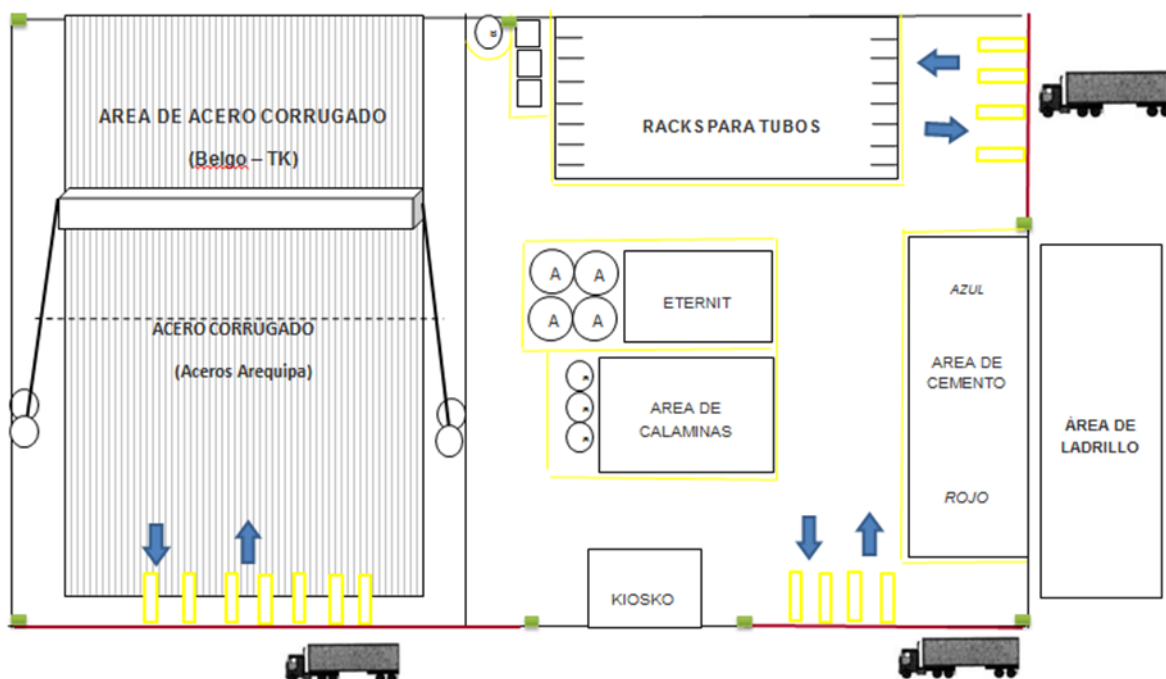 AREA DE ACERO CORRUGADO
(Belgo – TK)
RACKS PARA TUBOS
A A
A A
ETERNIT
AZUL
AREA DE
CEMENTO
ROJO
ÁREA DE
LADRILLO
ACERO CORRUGADO
(Aceros Arequipa)
AREA DE
CALAMINAS
KIOSKO